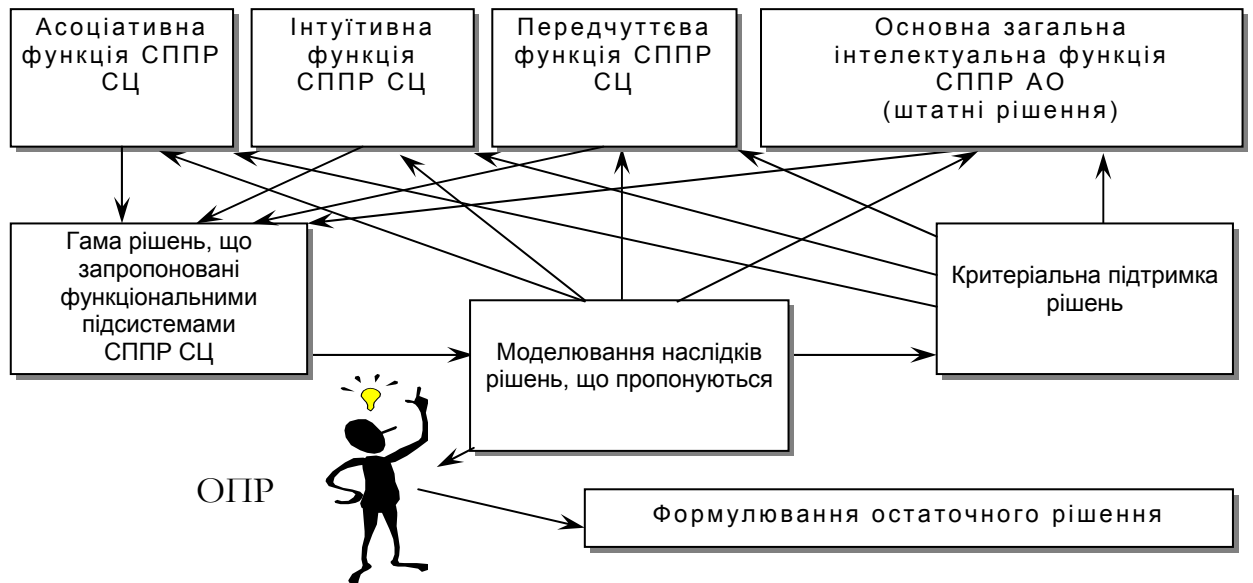 Асоціативна
функція СППР
СЦ
Інтуїтивна
функція
СППР СЦ
Передчуттєва
функція СППР
СЦ
Основна загальна
інтелектуальна функція
СППР АО
(штатні рішення)
Гама рішень, що
запропоновані
функціональними
підсистемами
СППР СЦ
Моделювання наслідків
рішень, що пропонуються
Критеріальна підтримка
рішень
ОПР
Формулювання остаточного рішення